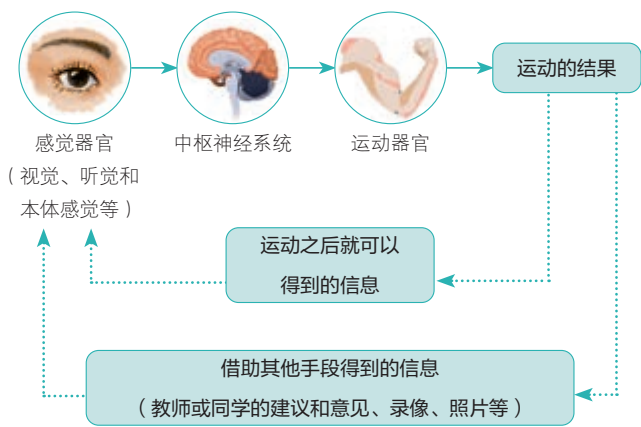 感觉器官
（视觉、听觉和
本体感觉等）
中枢神经系统
运动器官
运动的结果
运动之后就可以
得到的信息
借助其他手段得到的信息
（教师或同学的建议和意见、录像、照片等）